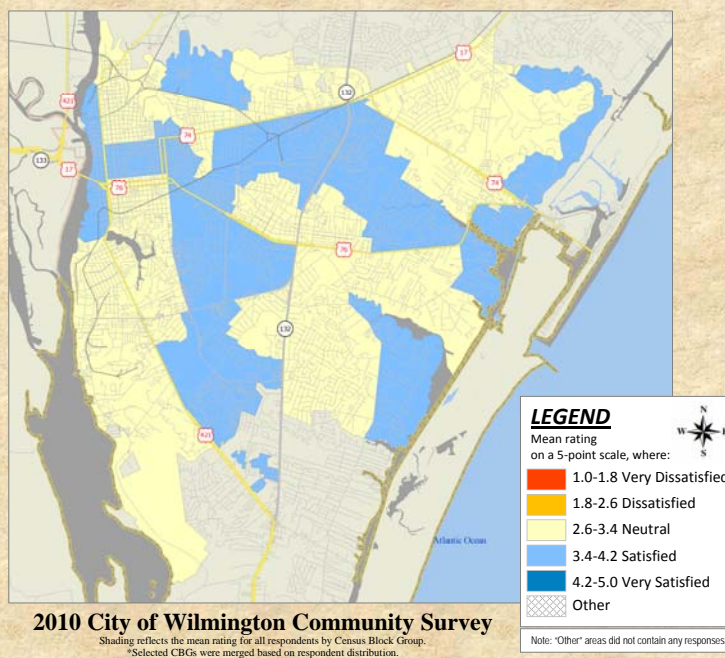 17
132
421
74
133
17
76
74
76
132
421
Atlantic Ocean
LEGEND
N
W
E
S
Mean rating
on a 5-point scale, where:
1.0-1.8 Very Dissatisfied
1.8-2.6 Dissatisfied
2.6-3.4 Neutral
3.4-4.2 Satisfied
4.2-5.0 Very Satisfied
Other
Note: "Other" areas did not contain any responses
2010 City of Wilmington Community Survey
Shading reflects the mean rating for all respondents by Census Block Group.
*Selected CBGs were merged based on respondent distribution.